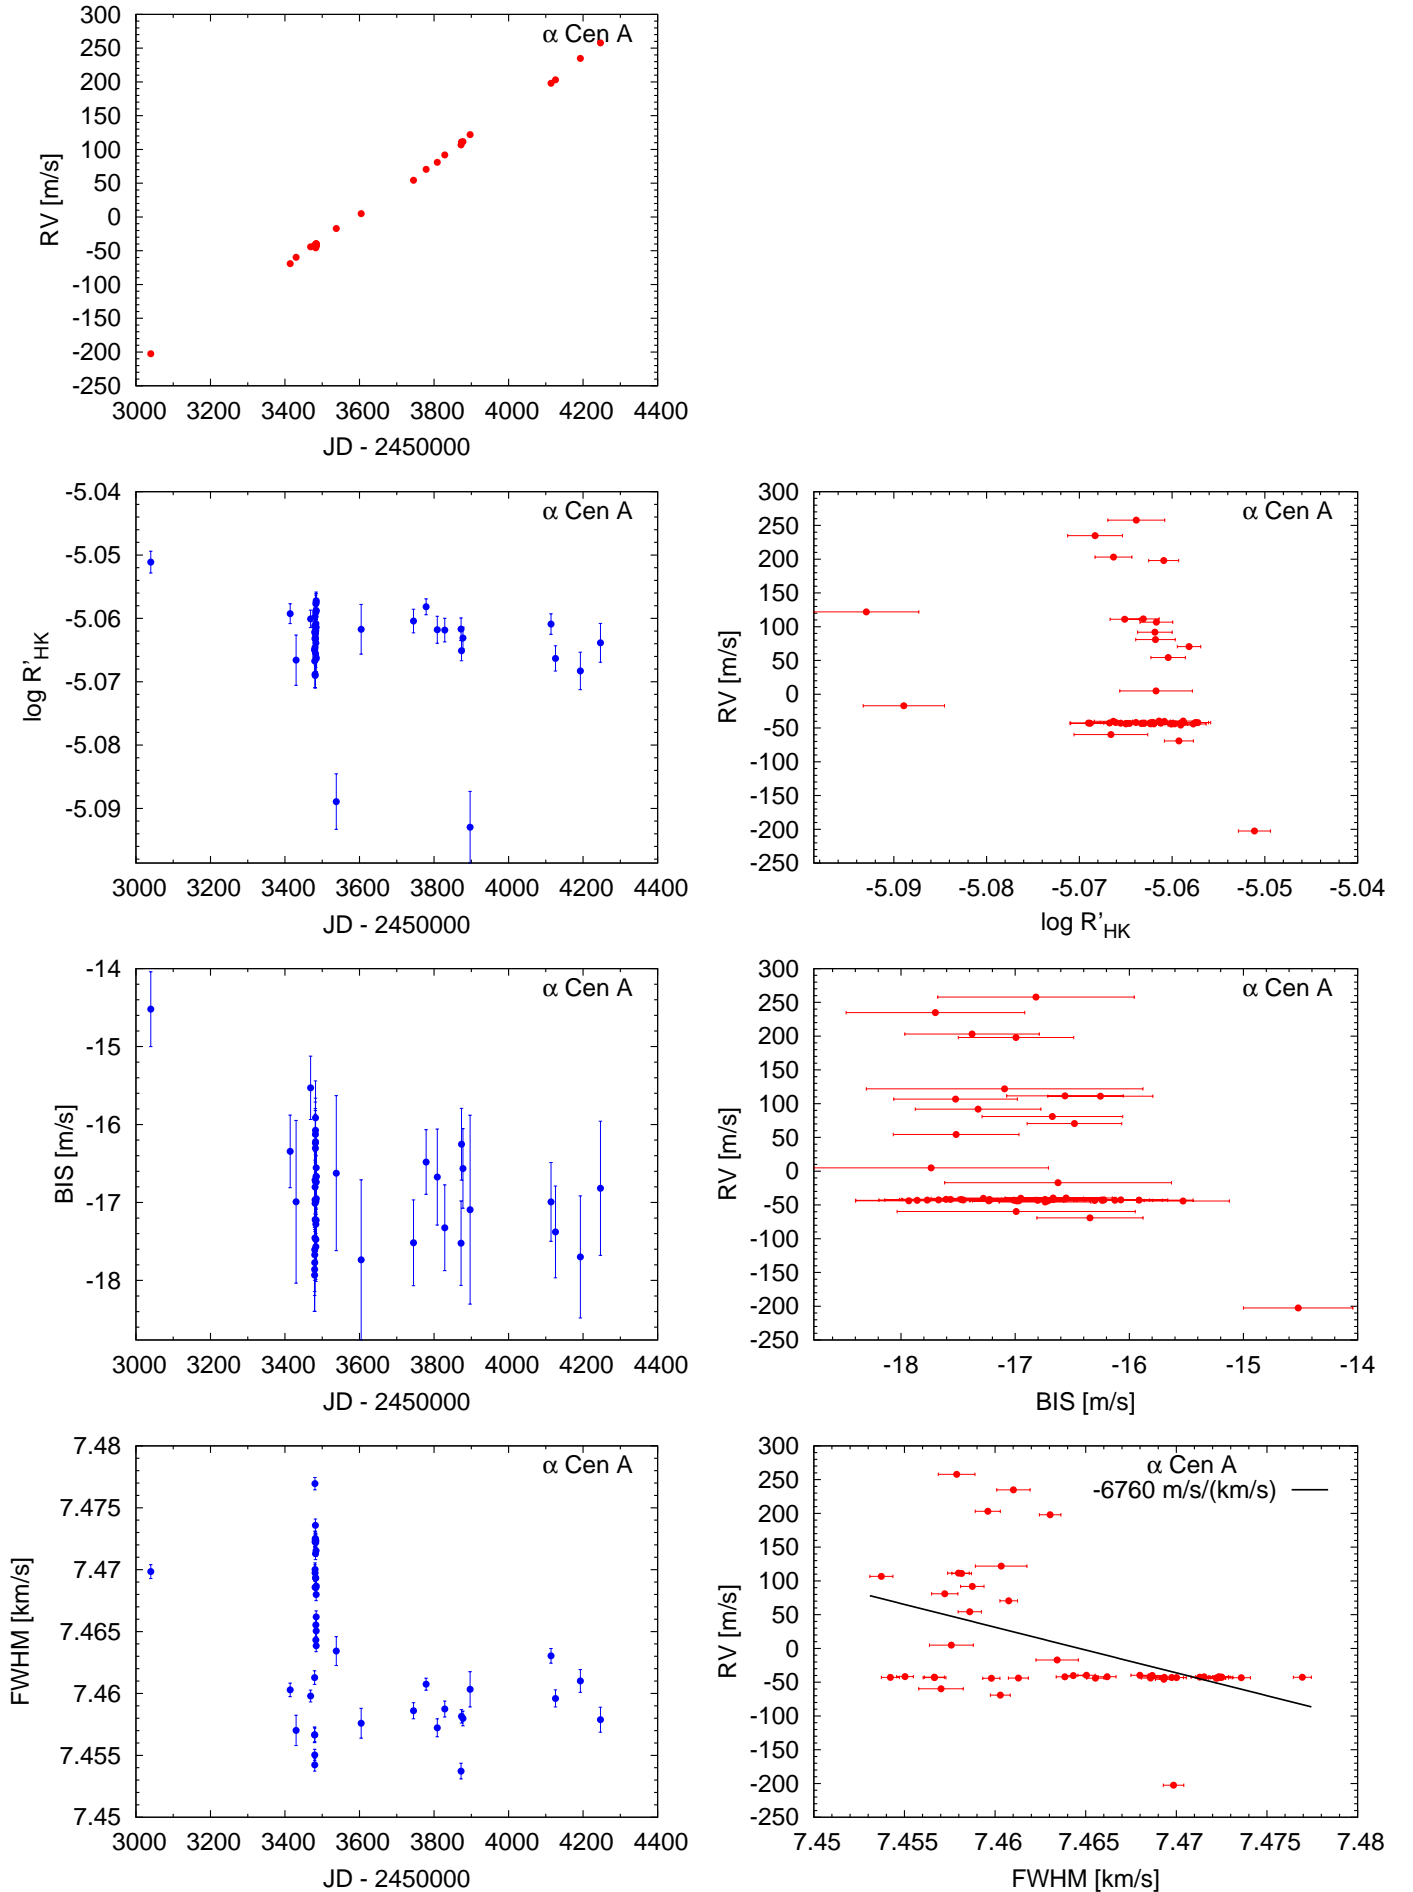 300
250
200
150
100
50
0
-50
-100
-150
-200
-250
RV [m/s]
α Cen A
3000 3200 3400 3600 3800 4000 4200 4400
JD - 2450000
-5.04
-5.05
-5.06
-5.07
-5.08
-5.09
log R'HK
α Cen A
3000 3200 3400 3600 3800 4000 4200 4400
JD - 2450000
300
250
200
150
100
50
0
-50
-100
-150
-200
-250
RV [m/s]
α Cen A
-5.09 -5.08 -5.07 -5.06 -5.05 -5.04
log R'HK
-14
-15
-16
-17
-18
BIS [m/s]
α Cen A
3000 3200 3400 3600 3800 4000 4200 4400
JD - 2450000
300
250
200
150
100
50
0
-50
-100
-150
-200
-250
RV [m/s]
α Cen A
-18 -17 -16 -15 -14
BIS [m/s]
7.48
7.475
7.47
7.465
7.46
7.455
7.45
FWHM [km/s]
α Cen A
3000 3200 3400 3600 3800 4000 4200 4400
JD - 2450000
300
250
200
150
100
50
0
-50
-100
-150
-200
-250
RV [m/s]
α Cen A
-6760 m/s/(km/s)
7.45 7.455 7.46 7.465 7.47 7.475 7.48
FWHM [km/s]